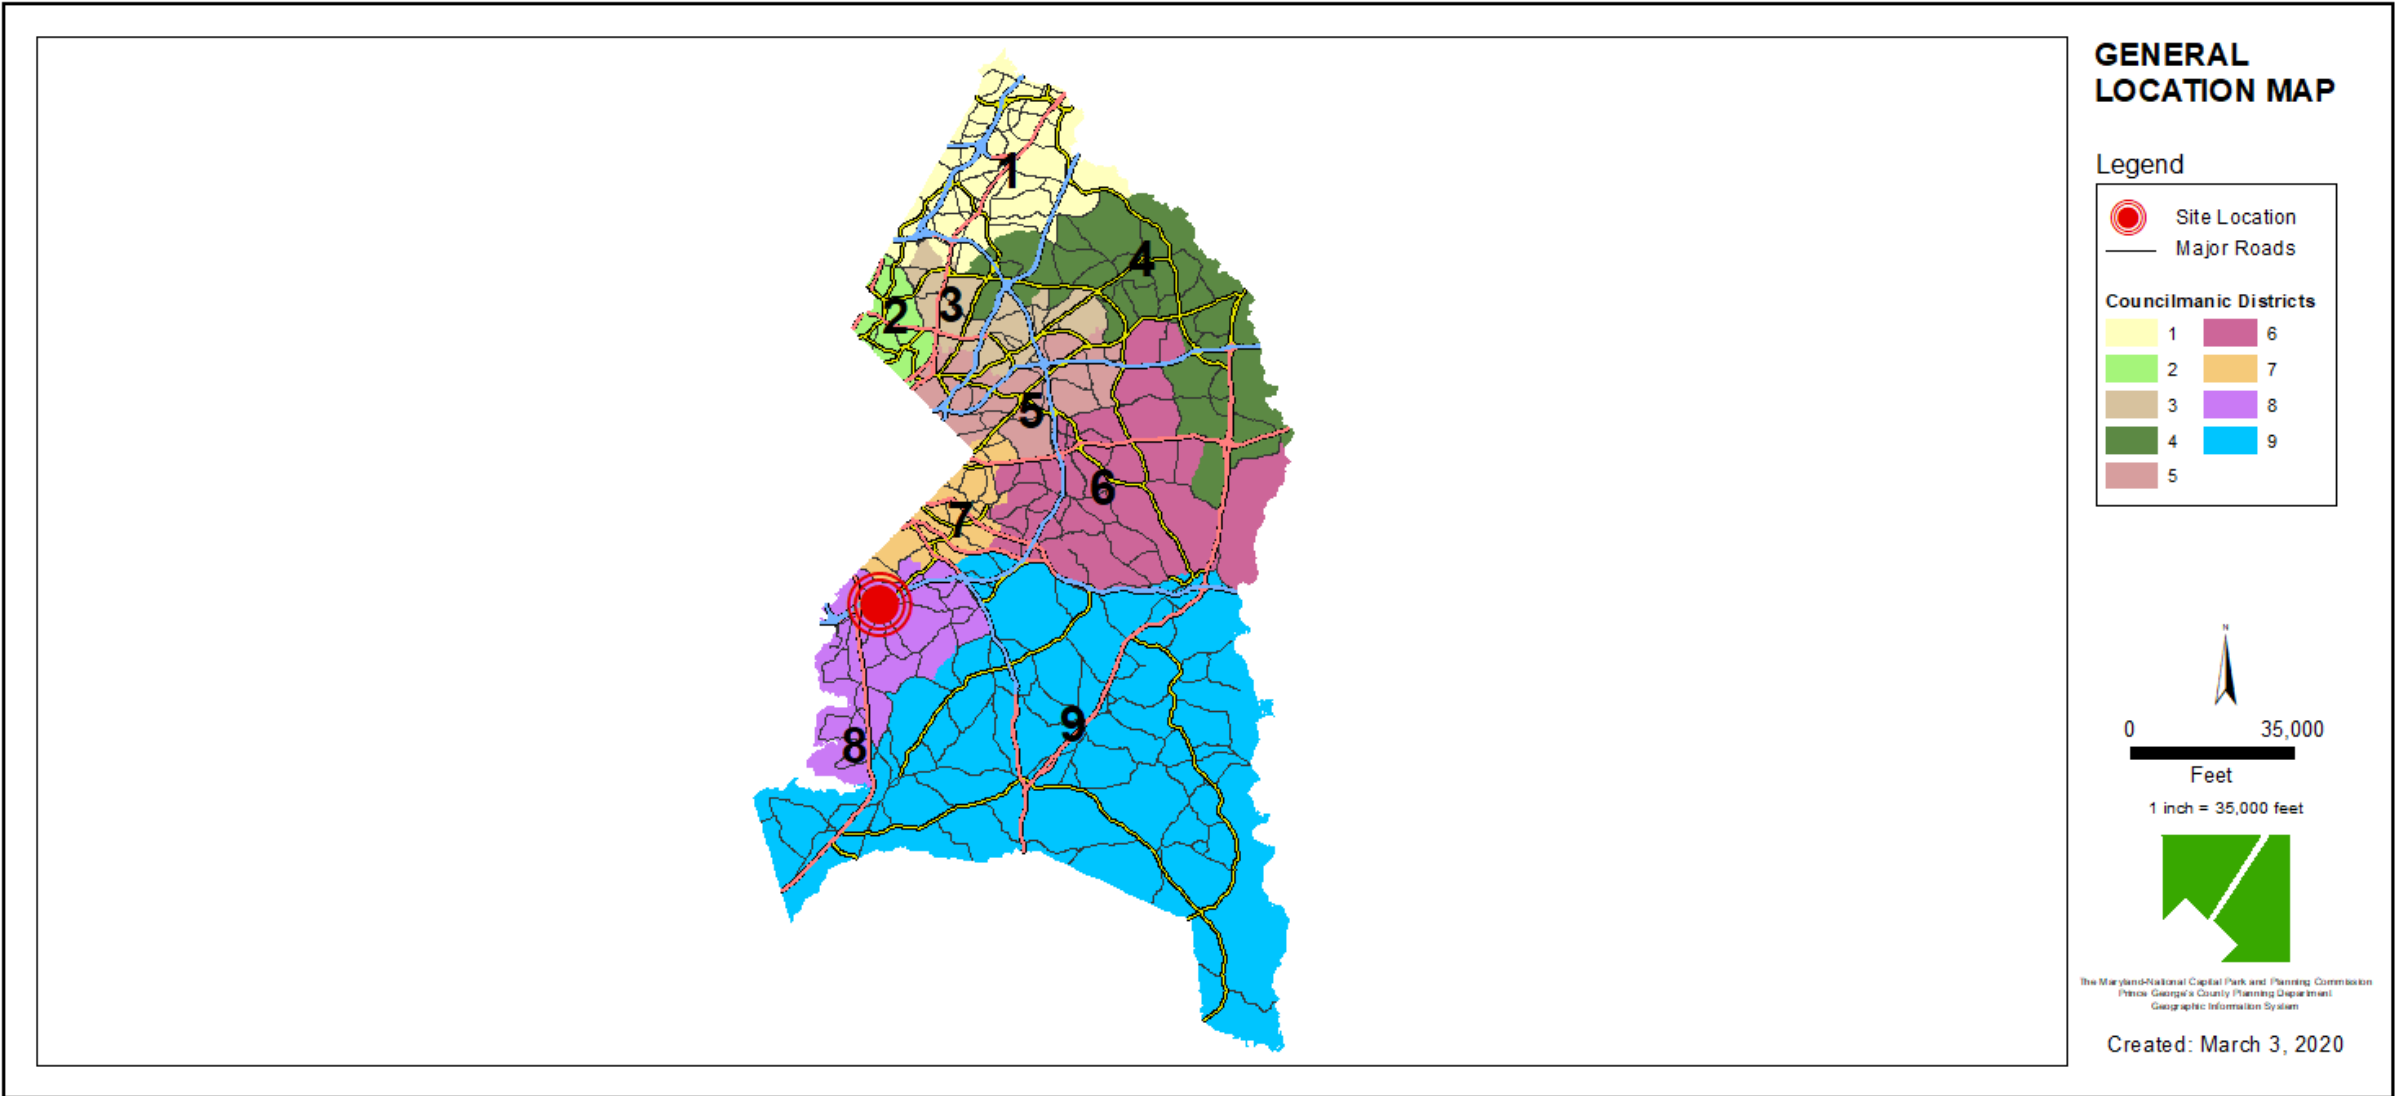 GENERAL
LOCATION MAP
Legend
Site Location
Major Roads
Councilmanic Districts
1 6
2 7
3 8
4 9
5
1
4
3
2
5
6
7
9
8
N
0 35,000
Feet
1 inch = 35,000 feet
The Maryland-National Capital Park and Planning Commission
Prince George's County Planning Department
Geographic Information System
Created: March 3, 2020